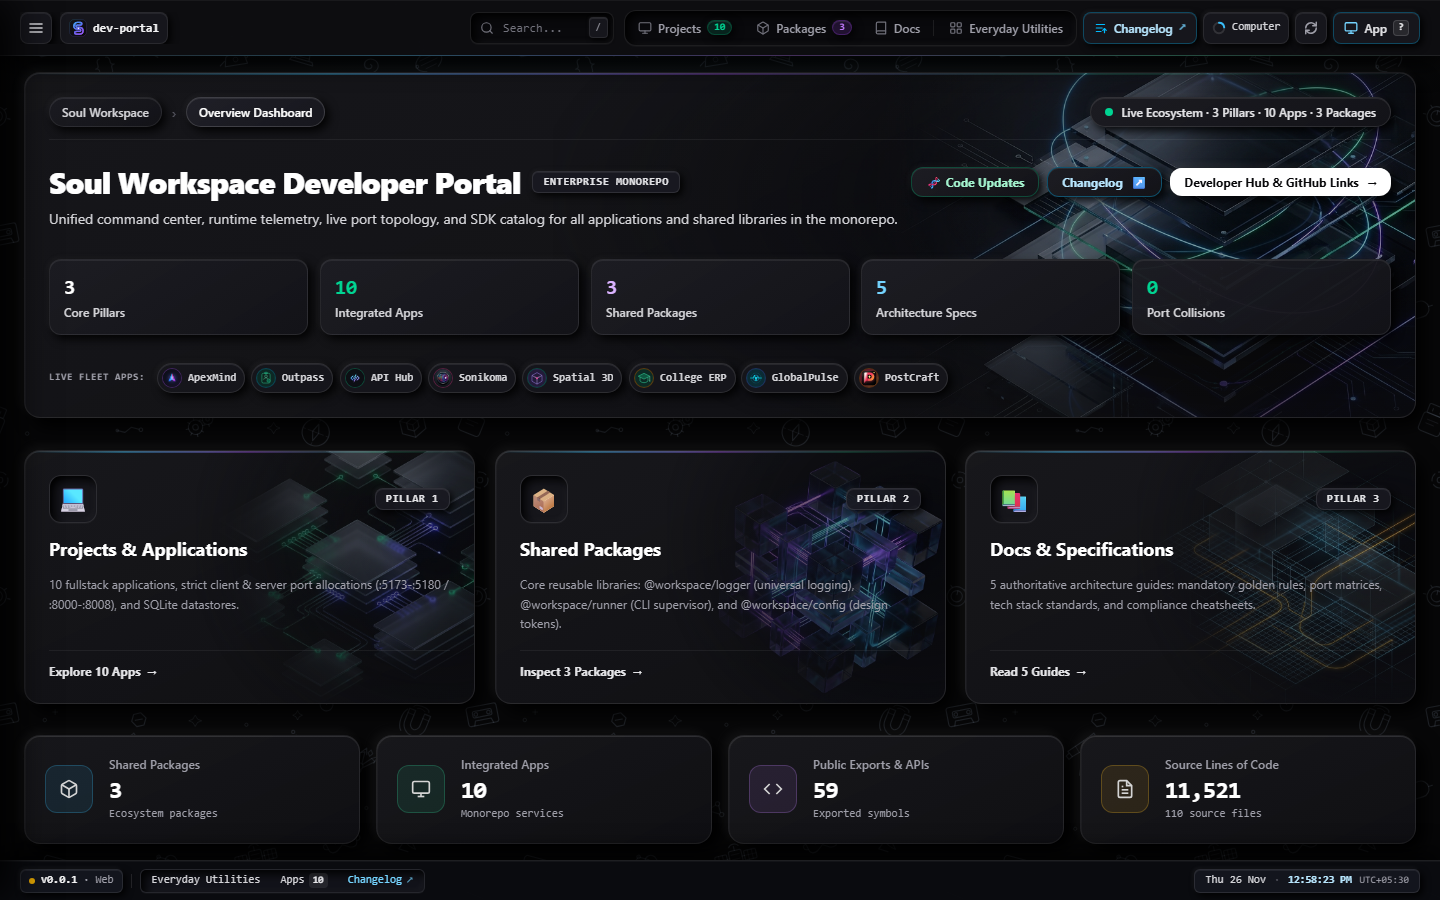 dev-portal
Search...
/
Projects 10
Packages 3
Docs
Everyday Utilities
Changelog ↗
Computer
App ?
Soul Workspace › Overview Dashboard
Live Ecosystem · 3 Pillars · 10 Apps · 3 Packages
Soul Workspace Developer Portal
ENTERPRISE MONOREPO
Code Updates
Changelog ↗
Developer Hub & GitHub Links →
Unified command center, runtime telemetry, live port topology, and SDK catalog for all applications and shared libraries in the monorepo.
3
Core Pillars
10
Integrated Apps
3
Shared Packages
5
Architecture Specs
0
Port Collisions
LIVE FLEET APPS:
ApexMind
Outpass
API Hub
Sonikoma
Spatial 3D
College ERP
GlobalPulse
PostCraft
PILLAR 1
Projects & Applications
10 fullstack applications, strict client & server port allocations (:5173-:5180 /
:8000-:8008), and SQLite datastores.
Explore 10 Apps →
PILLAR 2
Shared Packages
Core reusable libraries: @workspace/logger (universal logging),
@workspace/runner (CLI supervisor), and @workspace/config (design
tokens).
Inspect 3 Packages →
PILLAR 3
Docs & Specifications
5 authoritative architecture guides: mandatory golden rules, port matrices,
tech stack standards, and compliance cheatsheets.
Read 5 Guides →
Shared Packages
3
Ecosystem packages
Integrated Apps
10
Monorepo services
Public Exports & APIs
59
Exported symbols
Source Lines of Code
11,521
110 source files
v0.0.1 · Web
Everyday Utilities
Apps 10
Changelog ↗
Thu 26 Nov · 12:58:23 PM UTC+05:30